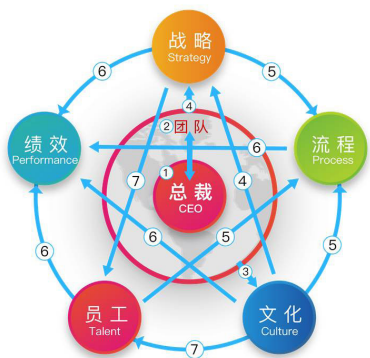 战略
Strategy
⑥
⑤
④
②
团队
⑥
绩效
Performance
流程
Process
①
⑦
④
总裁
CEO
⑥
⑤
⑥
③
⑤
员工
Talent
文化
Culture
⑦